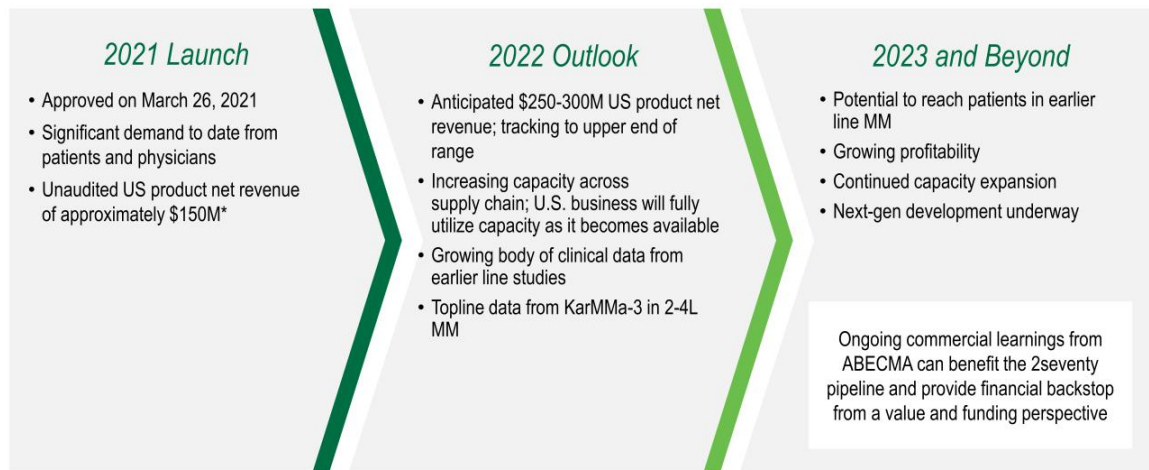 2021 Launch
• Approved on March 26, 2021
• Significant demand to date from
patients and physicians
• Unaudited US product net revenue
of approximately $150M*
2022 Outlook
• Anticipated $250-300M US product net
revenue; tracking to upper end of
range
• Increasing capacity across
supply chain; U.S. business will fully
utilize capacity as it becomes available
• Growing body of clinical data from
earlier line studies
• Topline data from KarMMa-3 in 2-4L
MM
2023 and Beyond
• Potential to reach patients in earlier
line MM
• Growing profitability
• Continued capacity expansion
• Next-gen development underway
Ongoing commercial learnings from
ABECMA can benefit the 2seventy
pipeline and provide financial backstop
from a value and funding perspective